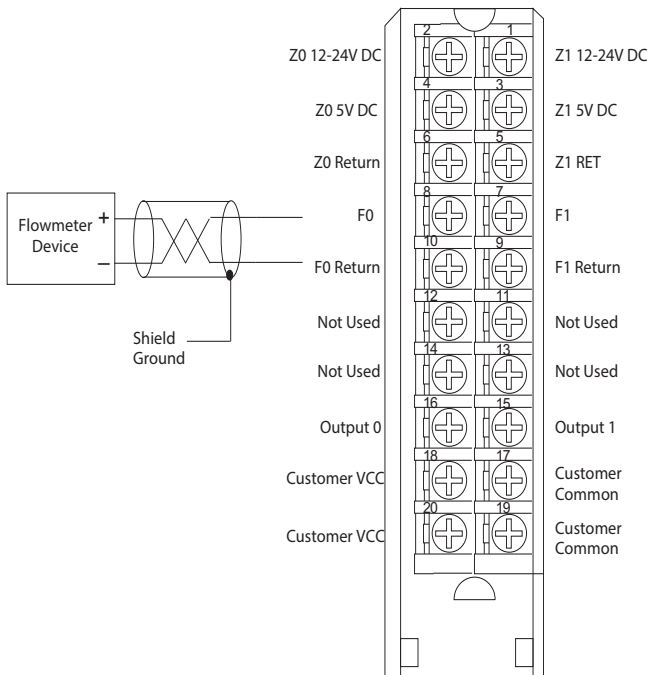 2 1
Z0 12-24V DC Z1 12-24V DC
4 3
Z0 5V DC Z1 5V DC
6 5
Z0 Return Z1 RET
8 7
Flowmeter
Device
+
–
F0 F1
10 9
F0 Return F1 Return
12 11
Not Used Not Used
Shield
Ground
14 13
Not Used Not Used
16 15
Output 0 Output 1
18 17
Customer VCC Customer
Common
20 19
Customer VCC Customer
Common